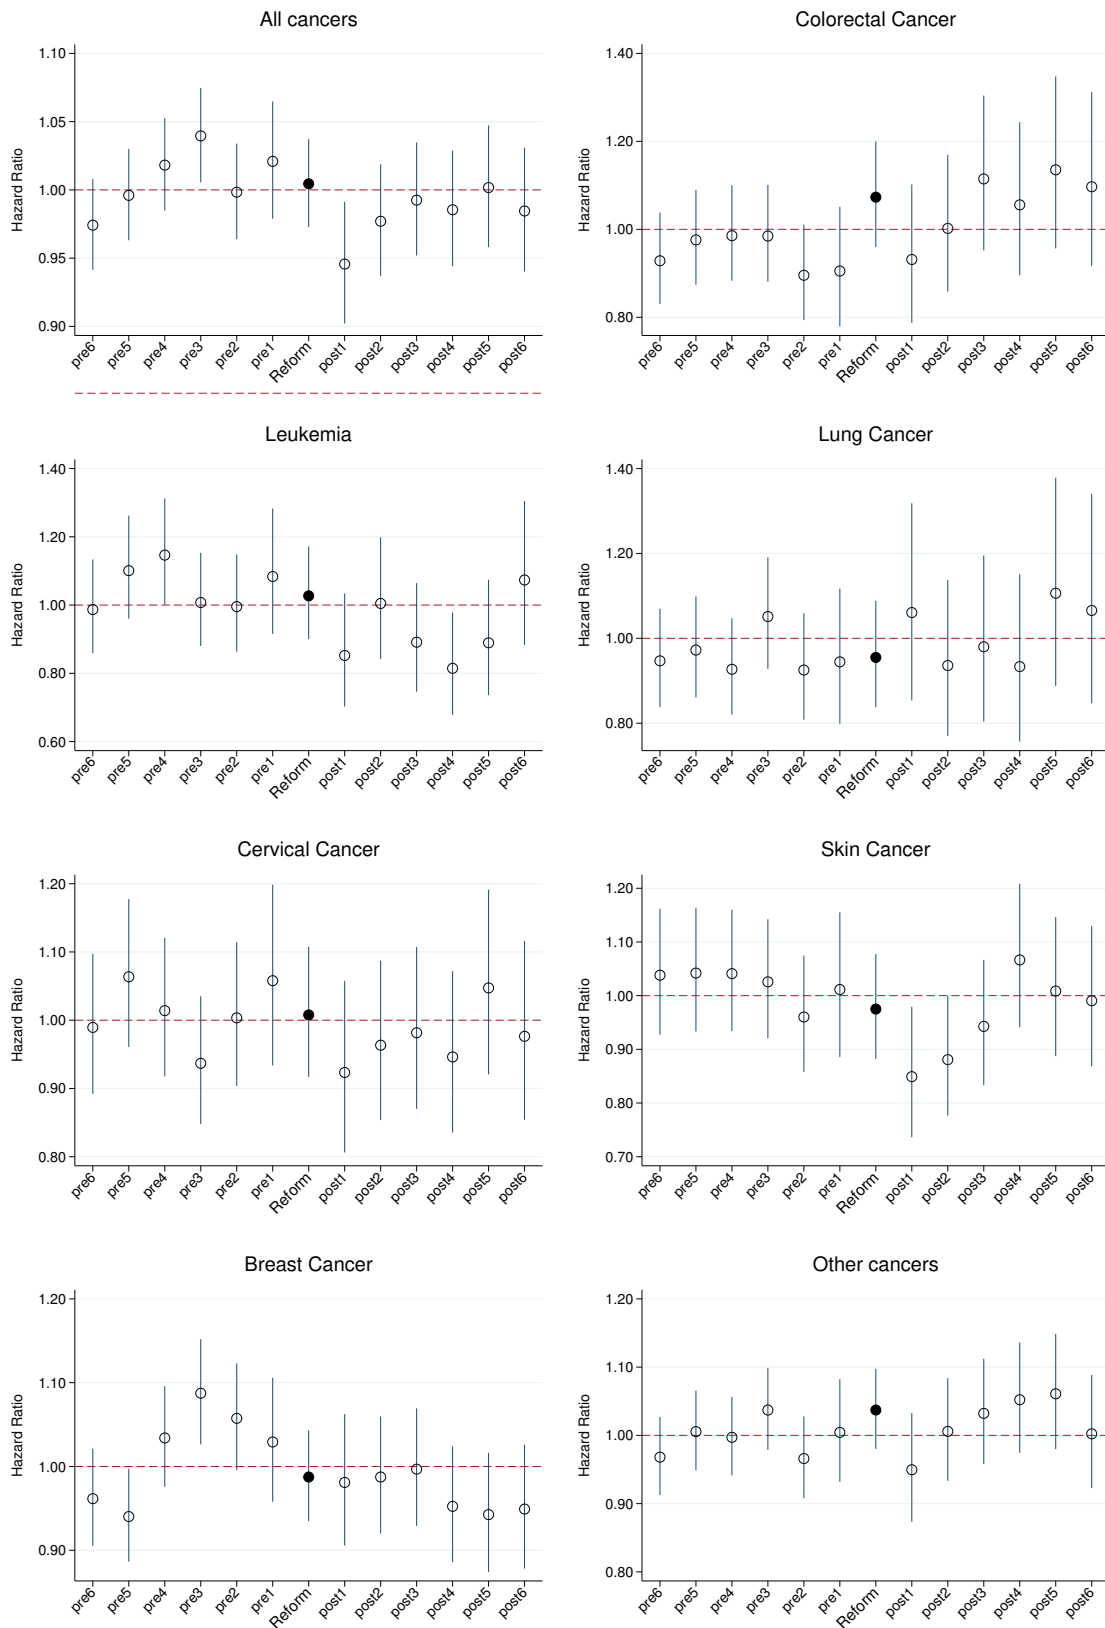 All cancers
Hazard Ratio
1.10
1.05
1.00
0.95
0.90
pre6 pre5 pre4 pre3 pre2 pre1 Reform post1 post2 post3 post4 post5 post6
Colorectal Cancer
Hazard Ratio
1.40
1.20
1.00
0.80
pre6 pre5 pre4 pre3 pre2 pre1 Reform post1 post2 post3 post4 post5 post6
Leukemia
Hazard Ratio
1.40
1.20
1.00
0.80
0.60
pre6 pre5 pre4 pre3 pre2 pre1 Reform post1 post2 post3 post4 post5 post6
Lung Cancer
Hazard Ratio
1.40
1.20
1.00
0.80
pre6 pre5 pre4 pre3 pre2 pre1 Reform post1 post2 post3 post4 post5 post6
Cervical Cancer
Hazard Ratio
1.20
1.10
1.00
0.90
0.80
pre6 pre5 pre4 pre3 pre2 pre1 Reform post1 post2 post3 post4 post5 post6
Skin Cancer
Hazard Ratio
1.20
1.10
1.00
0.90
0.80
0.70
pre6 pre5 pre4 pre3 pre2 pre1 Reform post1 post2 post3 post4 post5 post6
Breast Cancer
Hazard Ratio
1.20
1.10
1.00
0.90
pre6 pre5 pre4 pre3 pre2 pre1 Reform post1 post2 post3 post4 post5 post6
Other cancers
Hazard Ratio
1.20
1.10
1.00
0.90
0.80
pre6 pre5 pre4 pre3 pre2 pre1 Reform post1 post2 post3 post4 post5 post6